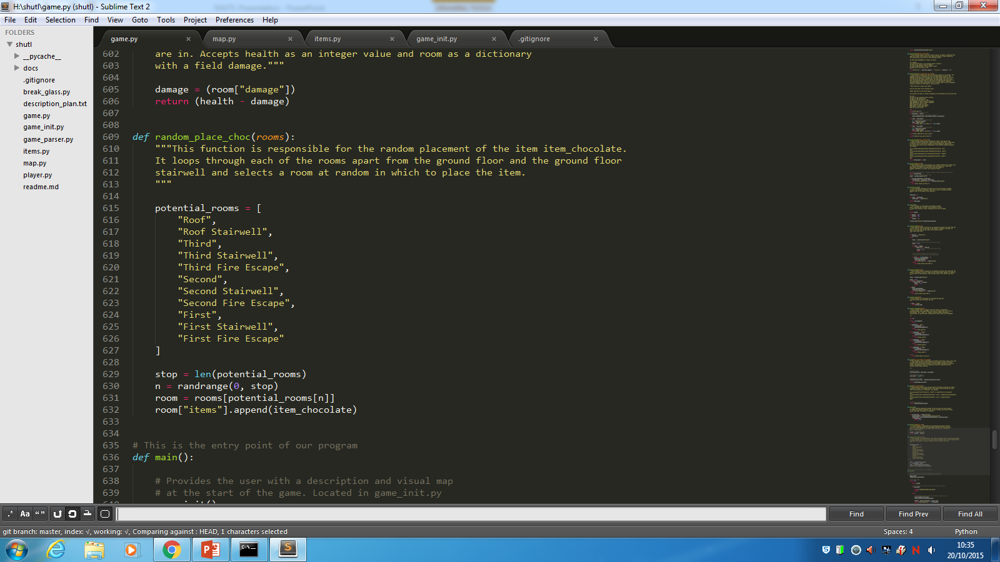 H:\shutl\game.py (shutl) - Sublime Text 2
File Edit Selection Find View Goto Tools Project Preferences Help
FOLDERS
shutl
__pycache__
docs
.gitignore
break_glass.py
description_plan.txt
game.py
game_init.py
game_parser.py
items.py
map.py
player.py
readme.md
game.py × map.py × items.py × game_init.py × .gitignore ×
602 are in. Accepts health as an integer value and room as a dictionary
603 with a field damage."""
604
605 damage = (room["damage"])
606 return (health - damage)
607
608
609 def random_place_choc(rooms):
610 """This function is responsible for the random placement of the item item_chocolate.
611 It loops through each of the rooms apart from the ground floor and the ground floor
612 stairwell and selects a room at random in which to place the item.
613 """
614
615 potential_rooms = [
616 "Roof",
617 "Roof Stairwell",
618 "Third",
619 "Third Stairwell",
620 "Third Fire Escape",
621 "Second",
622 "Second Stairwell",
623 "Second Fire Escape",
624 "First",
625 "First Stairwell",
626 "First Fire Escape"
627 ]
628
629 stop = len(potential_rooms)
630 n = randrange(0, stop)
631 room = rooms[potential_rooms[n]]
632 room["items"].append(item_chocolate)
633
634
635 # This is the entry point of our program
636 def main():
637
638 # Provides the user with a description and visual map
639 # at the start of the game. Located in game_init.py
.* Aa “ ” Find Find Prev Find All
git branch: master, index: √, working: √, Comparing against : HEAD, 1 characters selected Spaces: 4 Python
10:35
20/10/2015